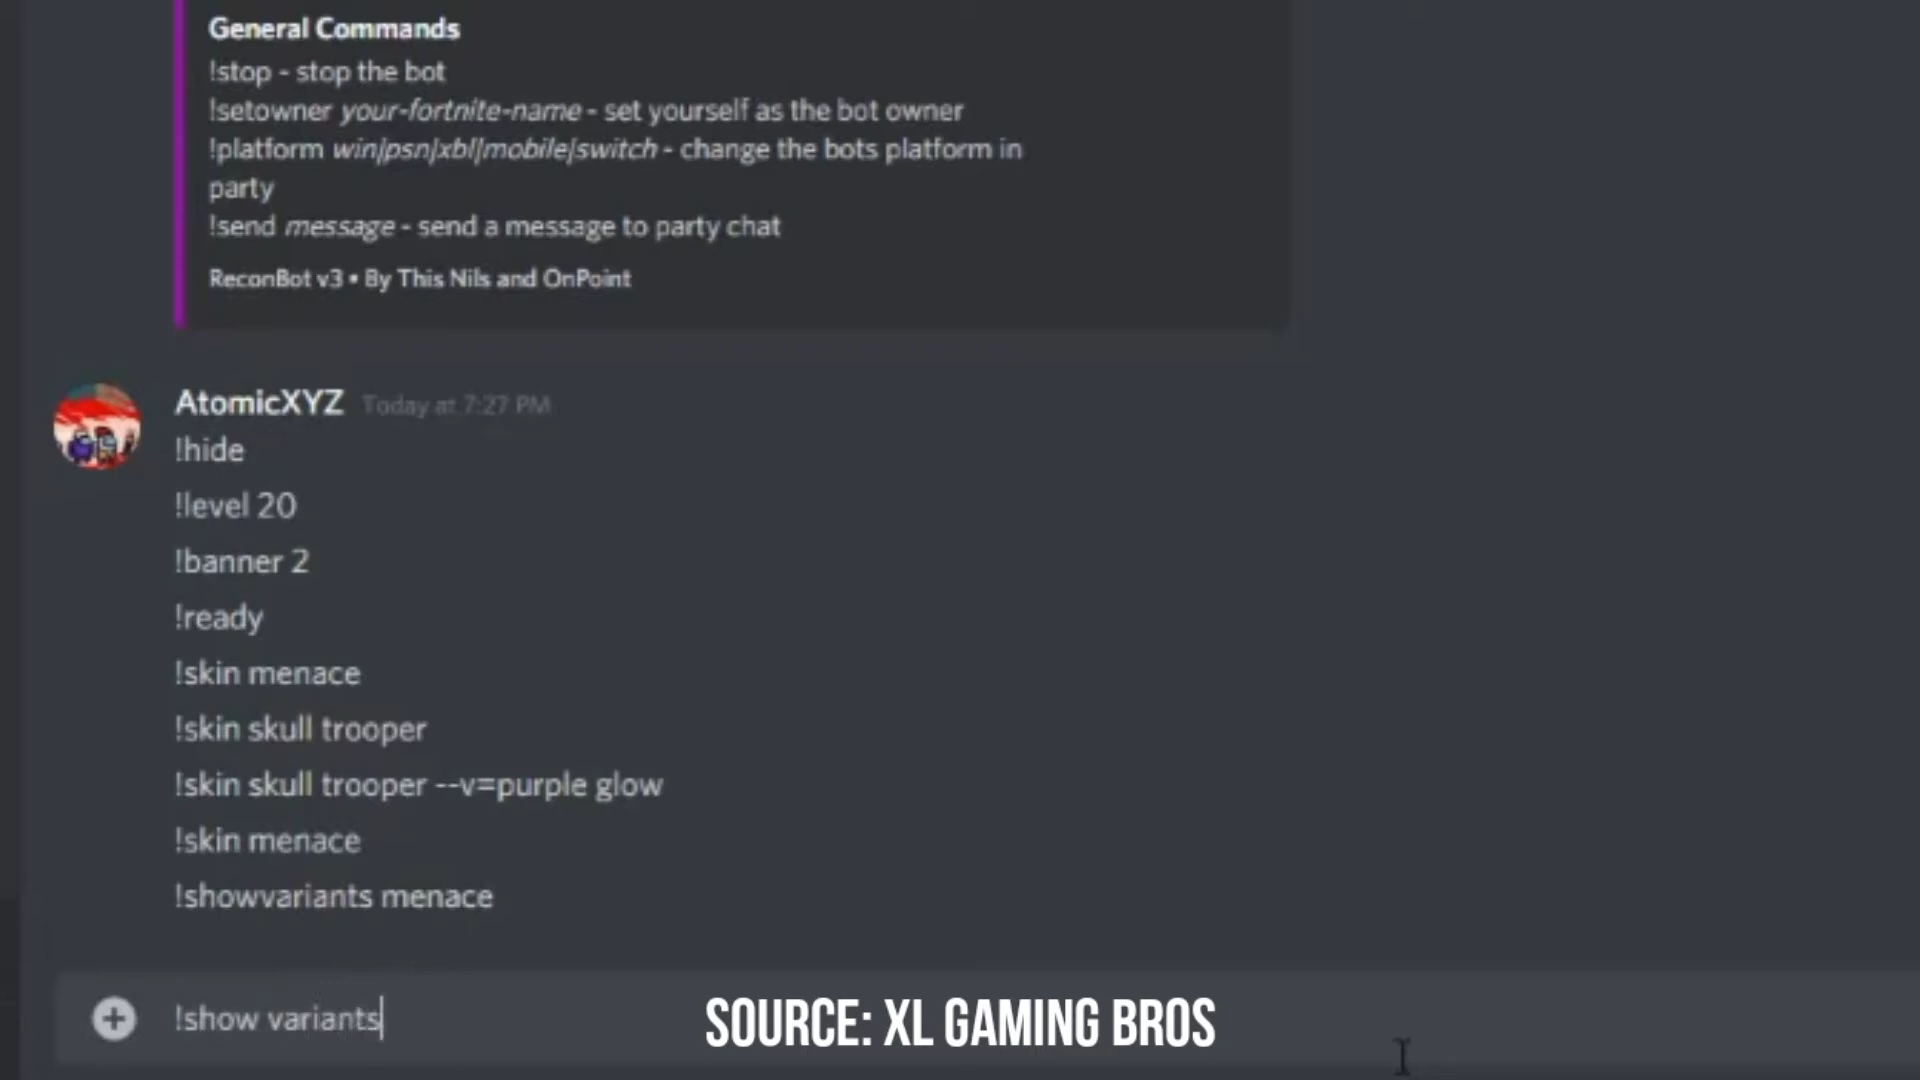 General Commands
!stop - stop the bot
!setowner your-fortnite-name - set yourself as the bot owner
!platform win|psn|xbl|mobile|switch - change the bots platform in
party
!send message - send a message to party chat
ReconBot v3 • By This Nils and OnPoint
AtomicXYZ Today at 7:27 PM
!hide
!level 20
!banner 2
!ready
!skin menace
!skin skull trooper
!skin skull trooper --v=purple glow
!skin menace
!showvariants menace
!show variants
SOURCE: XL GAMING BROS